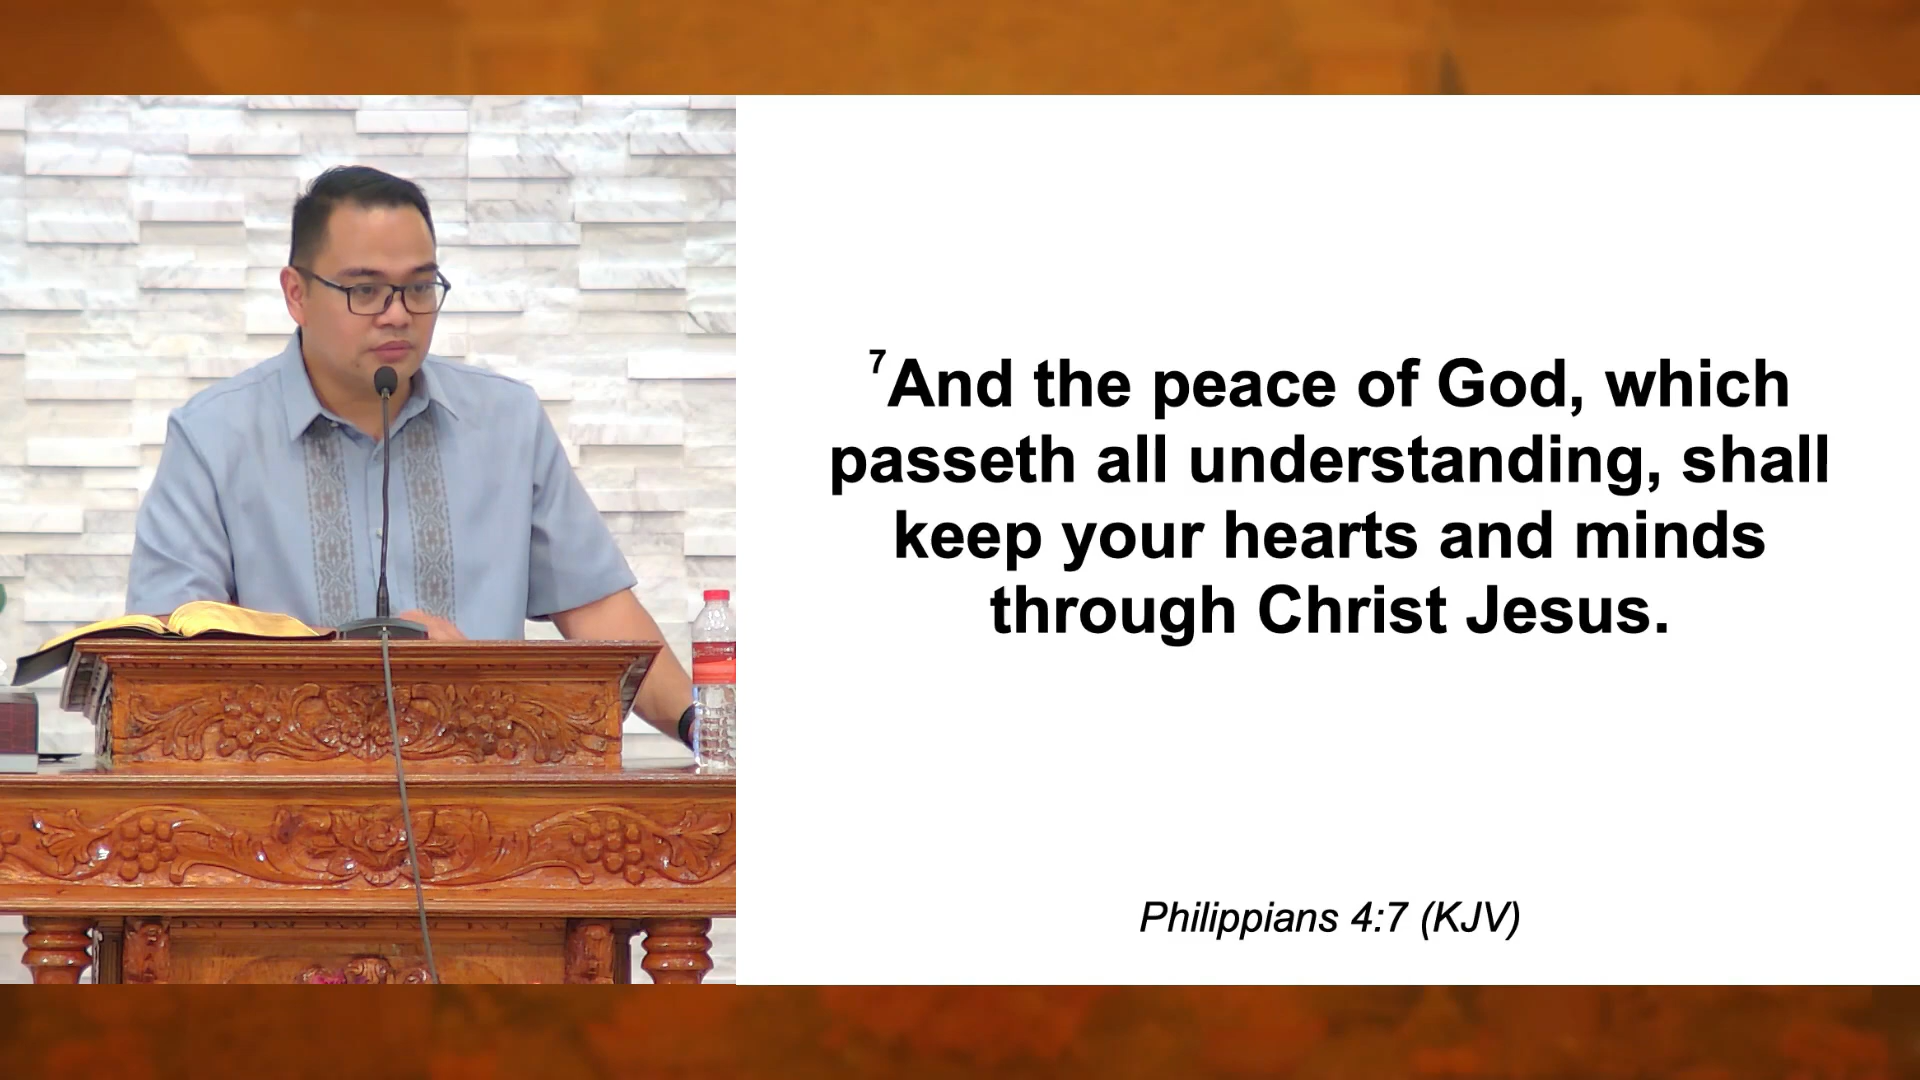 7And the peace of God, which
passeth all understanding, shall
keep your hearts and minds
through Christ Jesus.
Philippians 4:7 (KJV)